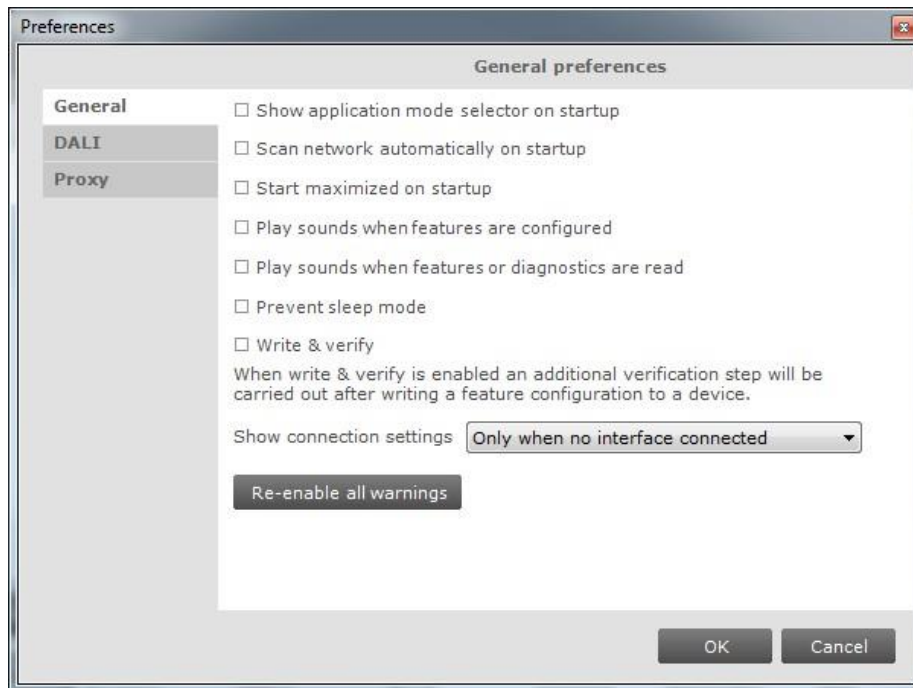 Preferences
General preferences
General
DALI
Proxy
Show application mode selector on startup
Scan network automatically on startup
Start maximized on startup
Play sounds when features are configured
Play sounds when features or diagnostics are read
Prevent sleep mode
Write & verify
When write & verify is enabled an additional verification step will be
carried out after writing a feature configuration to a device.
Show connection settings Only when no interface connected
Re-enable all warnings
OK Cancel